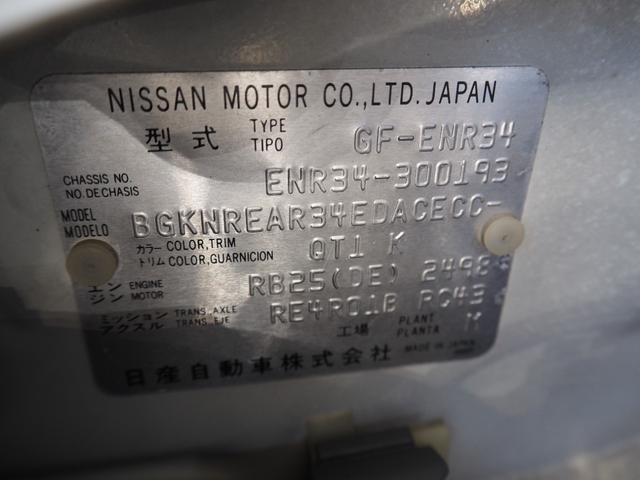 NISSAN MOTOR CO.,LTD. JAPAN
型式 TYPE TIPO GF-ENR34
CHASSIS NO. NO.DECHASIS ENR34-300193
MODEL MODELO BGKNREAR34EDACECC-
カラー COLOR,TRIM トリム COLOR,GUARNICION QT1 K
エンジン ENGINE MOTOR RB25(DE) 2498
ミッション TRANS. AXLE アクスル TRANS. EJE RE4R01B RC43
工場 PLANT PLANTA M
日産自動車株式会社 MADE IN JAPAN